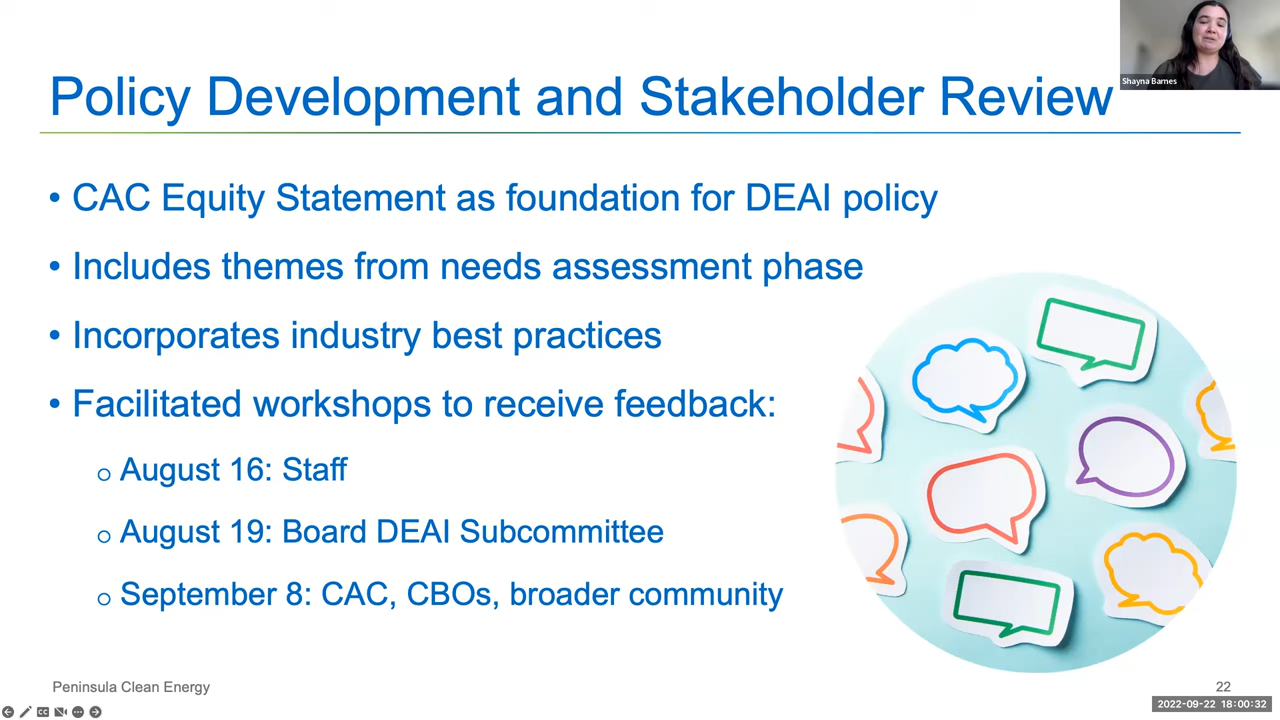 Shayna Barnes
Policy Development and Stakeholder Review
• CAC Equity Statement as foundation for DEAI policy
• Includes themes from needs assessment phase
• Incorporates industry best practices
• Facilitated workshops to receive feedback:
o August 16: Staff
o August 19: Board DEAI Subcommittee
o September 8: CAC, CBOs, broader community
Peninsula Clean Energy
22
CC
2022-09-22 18:00:32